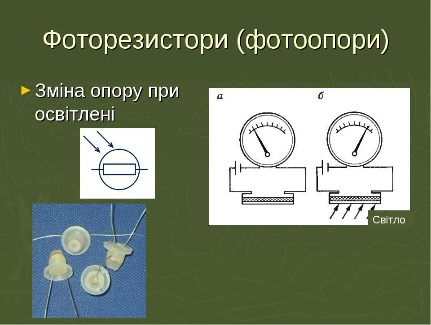 Фоторезистори (фотоопори)
Зміна опору при
освітлені
а б
Світло